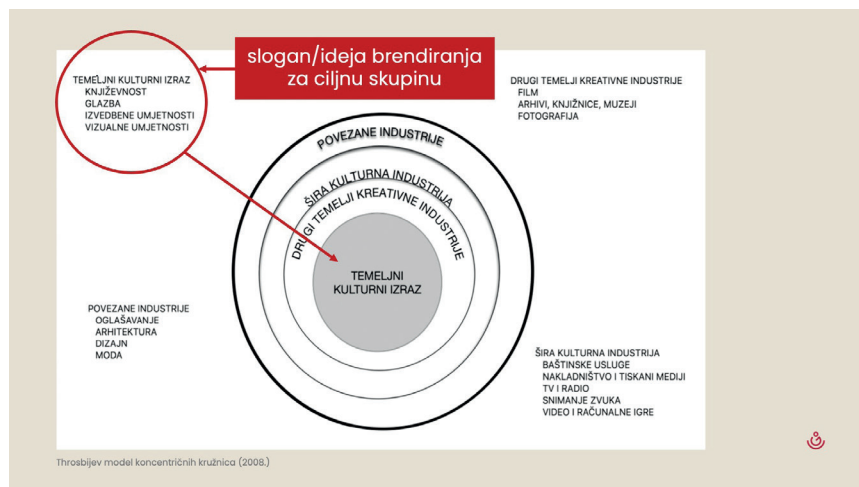 slogan/ideja brendiranja
za ciljnu skupinu
TEMELJNI KULTURNI IZRAZ
KNJIŽEVNOST
GLAZBA
IZVEDBENE UMJETNOSTI
VIZUALNE UMJETNOSTI
DRUGI TEMELJI KREATIVNE INDUSTRIJE
FILM
ARHIVI, KNJIŽNICE, MUZEJI
FOTOGRAFIJA
POVEZANE INDUSTRIJE
ŠIRA KULTURNA INDUSTRIJA
DRUGI TEMELJI KREATIVNE INDUSTRIJE
TEMELJNI
KULTURNI IZRAZ
POVEZANE INDUSTRIJE
OGLAŠAVANJE
ARHITEKTURA
DIZAJN
MODA
ŠIRA KULTURNA INDUSTRIJA
BAŠTINSKE USLUGE
NAKLADNIŠTVO I TISKANI MEDIJI
TV I RADIO
SNIMANJE ZVUKA
VIDEO I RAČUNALNE IGRE
Throsbijev model koncentričnih kružnica (2008.)